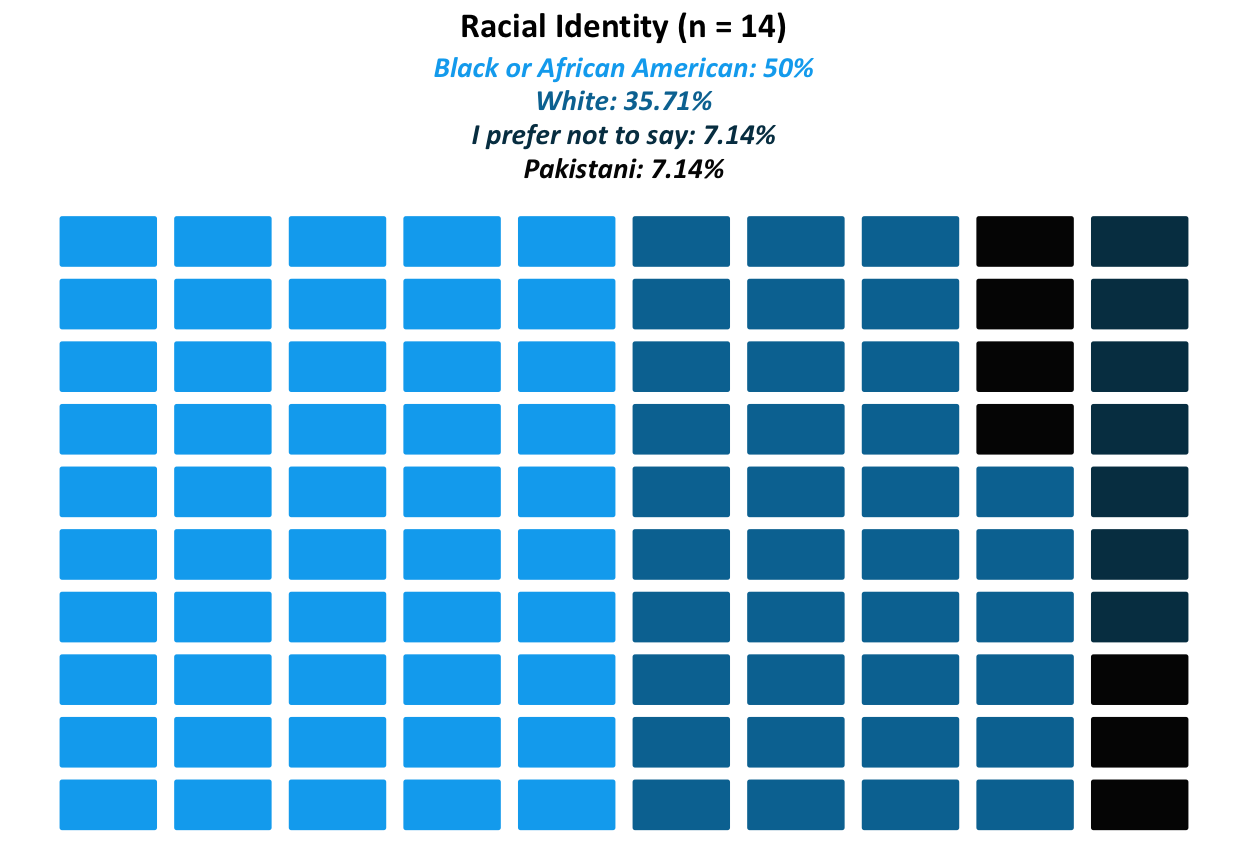 Racial Identity (n = 14)
Black or African American: 50%
White: 35.71%
I prefer not to say: 7.14%
Pakistani: 7.14%